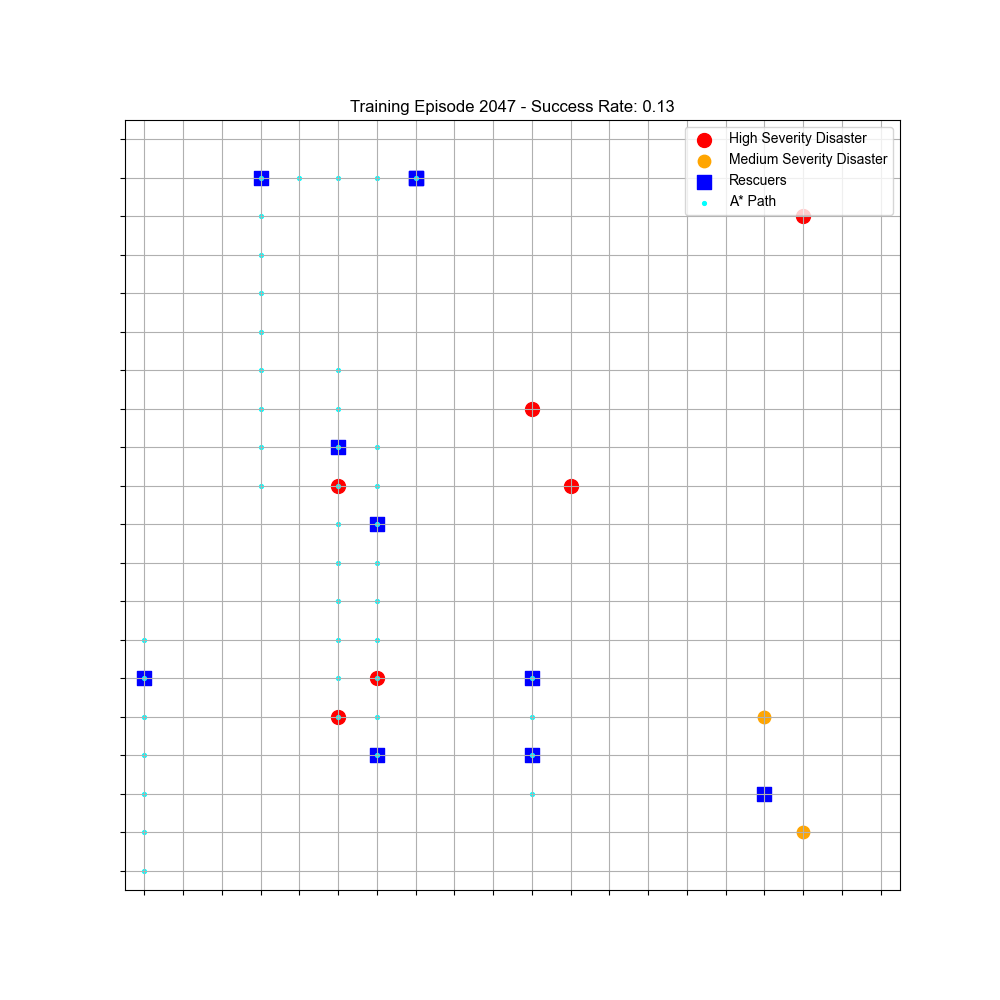 Training Episode 2047 - Success Rate: 0.13
High Severity Disaster
Medium Severity Disaster
Rescuers
A* Path